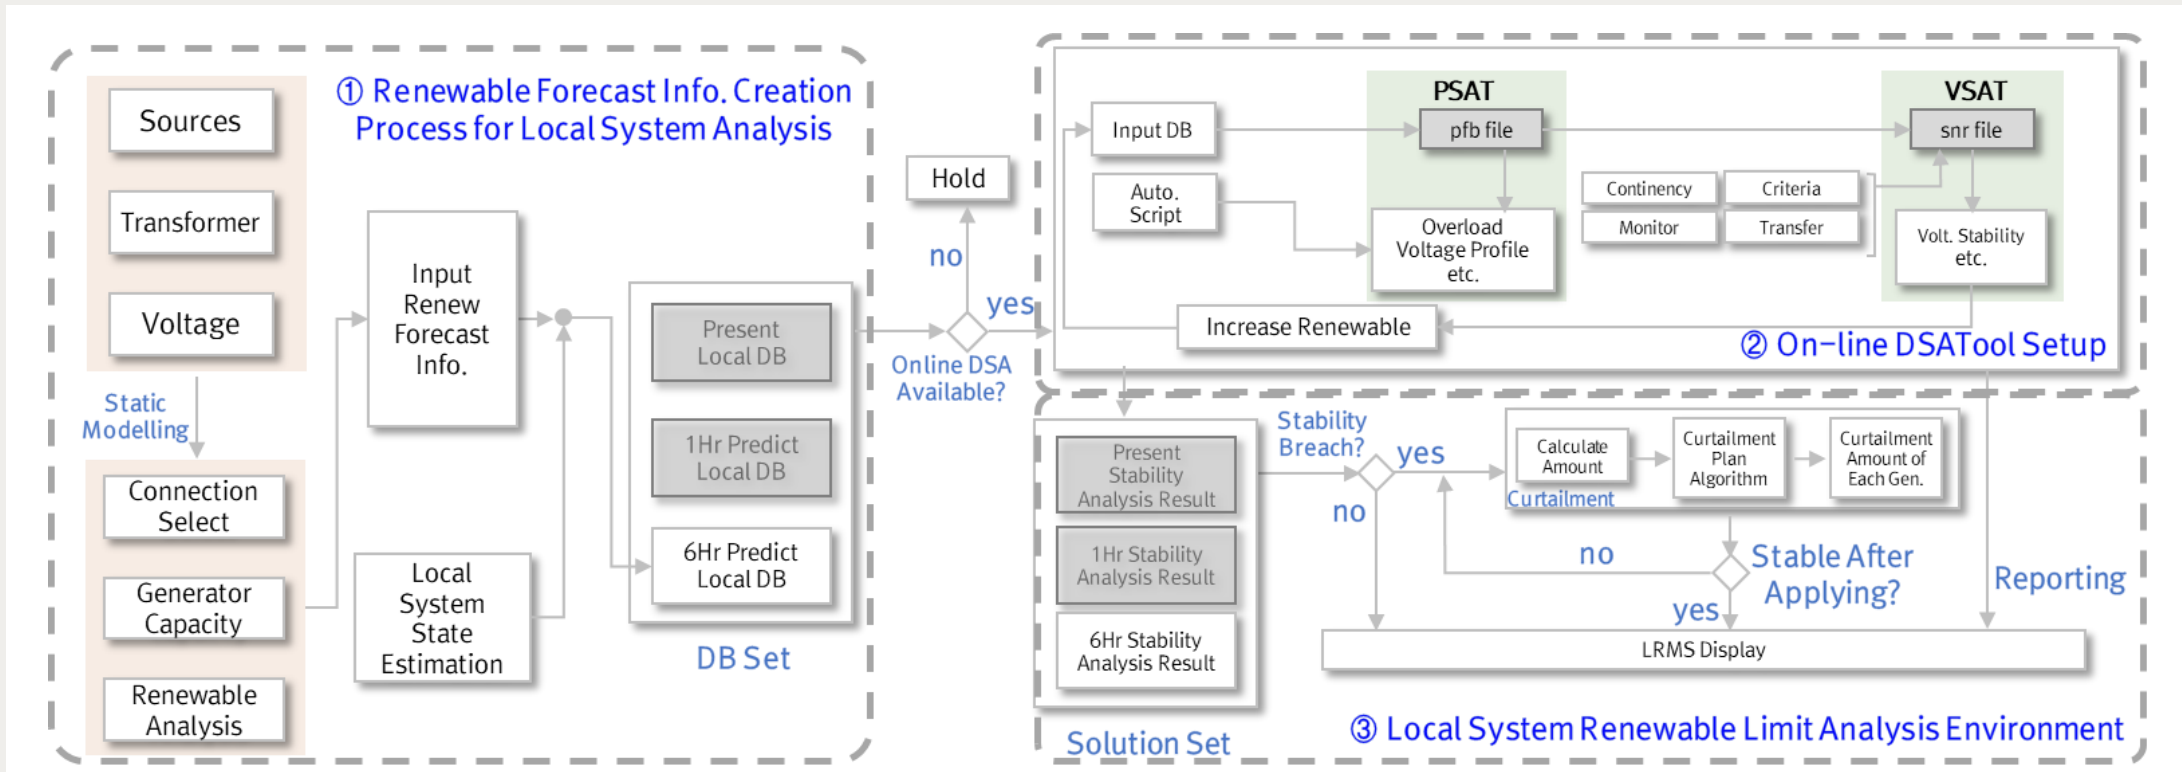 ① Renewable Forecast Info. Creation
Process for Local System Analysis
Sources
Transformer
Voltage
Static
Modelling
Connection
Select
Generator
Capacity
Renewable
Analysis
Input
Renew
Forecast
Info.
Local
System
State
Estimation
Present
Local DB
1Hr Predict
Local DB
6Hr Predict
Local DB
DB Set
Hold
no
yes
Online DSA
Available?
Input DB
Auto.
Script
PSAT
pfb file
Overload
Voltage Profile
etc.
Continency
Criteria
Monitor
Transfer
VSAT
snr file
Volt. Stability
etc.
Increase Renewable
② On-line DSATool Setup
Present
Stability
Analysis Result
1Hr Stability
Analysis Result
6Hr Stability
Analysis Result
Solution Set
Stability
Breach?
yes
no
Calculate
Amount
Curtailment
Curtailment
Plan
Algorithm
Curtailment
Amount of
Each Gen.
no
Stable After
Applying?
yes
Reporting
LRMS Display
③ Local System Renewable Limit Analysis Environment